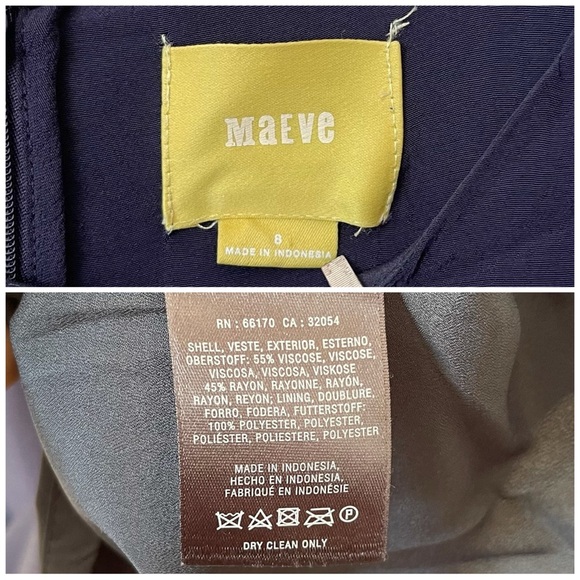 MaEVe
8
MADE IN INDONESIA
RN : 66170 CA : 32054
SHELL, VESTE, EXTERIOR, ESTERNO,
OBERSTOFF: 55% VISCOSE, VISCOSE,
VISCOSA, VISCOSA, VISKOSE
45% RAYON, RAYONNE, RAYÓN,
RAYON, REYON; LINING, DOUBLURE,
FORRO, FODERA, FUTTERSTOFF:
100% POLYESTER, POLYESTER,
POLIÉSTER, POLIESTERE, POLYESTER
MADE IN INDONESIA,
HECHO EN INDONESIA,
FABRIQUÉ EN INDONÉSIE
P
DRY CLEAN ONLY